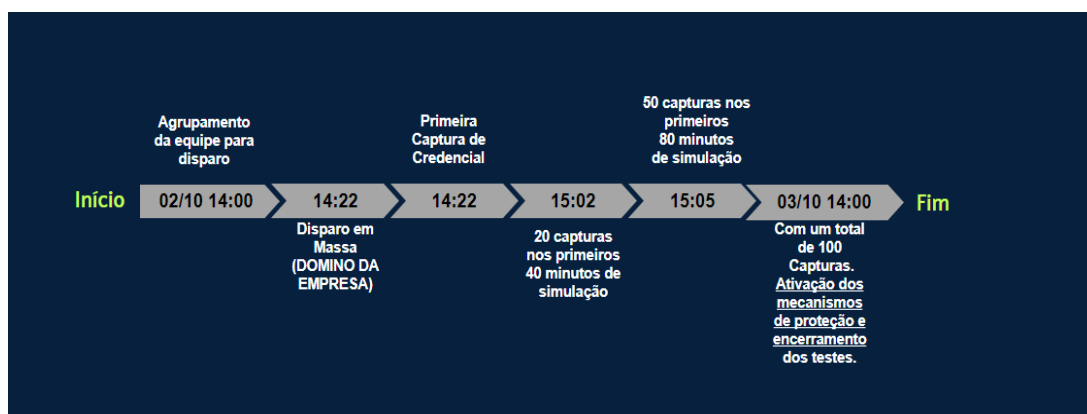 Início
Agrupamento
da equipe para
disparo
02/10 14:00
14:22
Disparo em
Massa
(DOMINO DA
EMPRESA)
Primeira
Captura de
Credencial
14:22
15:02
20 capturas
nos primeiros
40 minutos de
simulação
50 capturas nos
primeiros
80 minutos
de simulação
15:05
03/10 14:00
Com um total
de 100
Capturas.
Ativação dos
mecanismos
de proteção e
encerramento
dos testes.
Fim